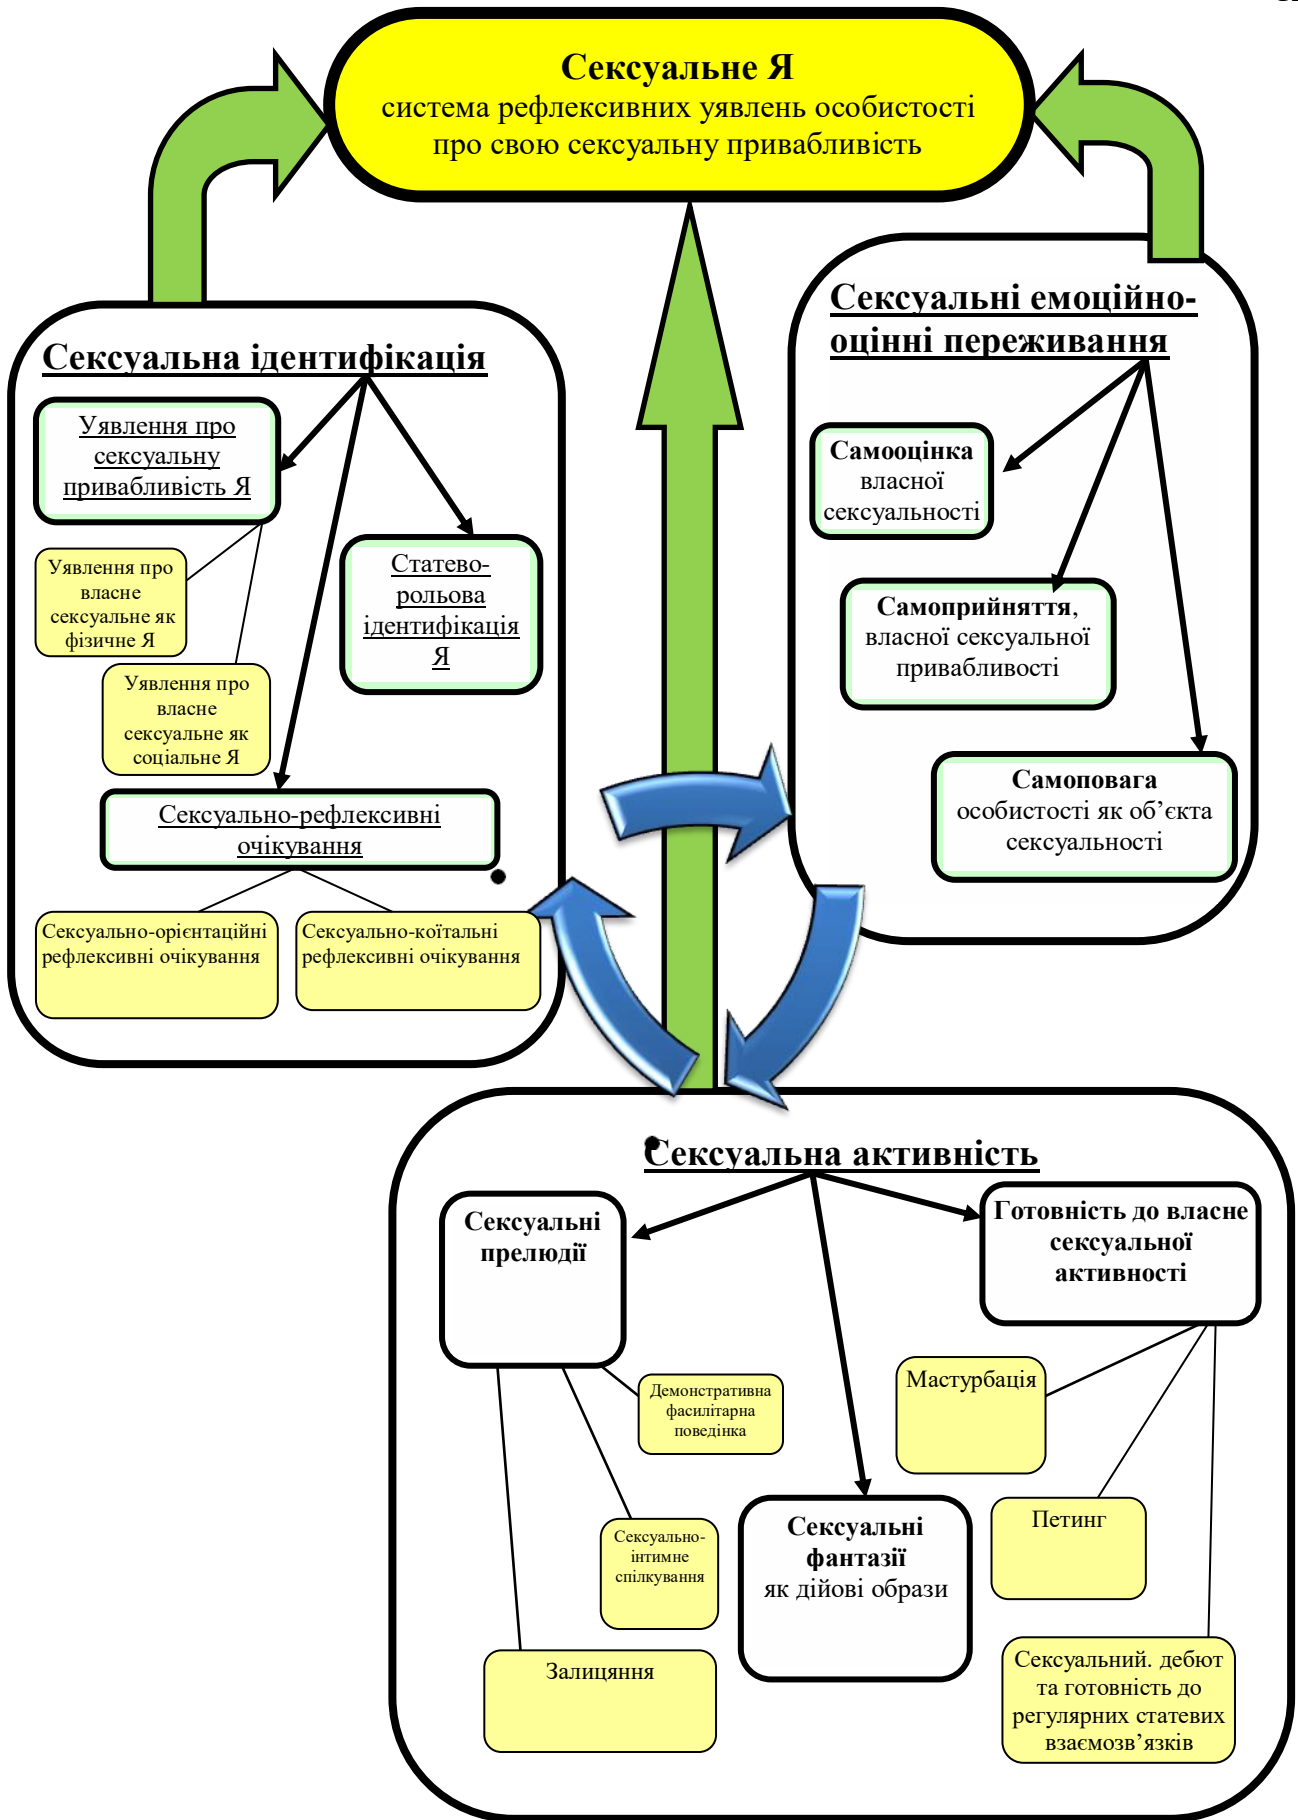 Сексуальне Я
система рефлексивних уявлень особистості
про свою сексуальну привабливість
Сексуальна ідентифікація
Уявлення про
сексуальну
привабливість Я
Уявлення про
власне
сексуальне як
фізичне Я
Уявлення про
власне
сексуальне як
соціальне Я
Статево-
рольова
ідентифікація
Я
Сексуально-рефлексивні
очікування
Сексуально-орієнтаційні
рефлексивні очікування
Сексуально-коїтальні
рефлексивні очікування
Сексуальні емоційно-
оцінні переживання
Самооцінка
власної
сексуальності
Самоприйняття,
власної сексуальної
привабливості
Самоповага
особистості як об’єкта
сексуальності
Сексуальна активність
Сексуальні
прелюдії
Демонстративна
фасилітарна
поведінка
Сексуально-
інтимне
спілкування
Залицяння
Сексуальні
фантазії
як дійові образи
Готовність до власне
сексуальної
активності
Мастурбація
Петинг
Сексуальний. дебют
та готовність до
регулярних статевих
взаємозв’язків